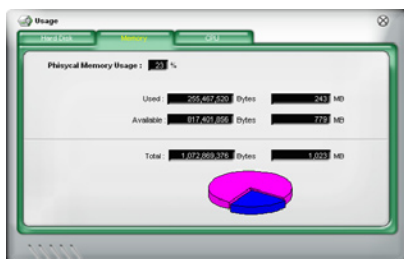 Usage
Hard Disk Memory CPU
Phisycal Memory Usage : 23 %
Used : 255,467,520 Bytes 243 MB
Available : 817,401,856 Bytes 779 MB
Total : 1,072,869,376 Bytes 1,023 MB